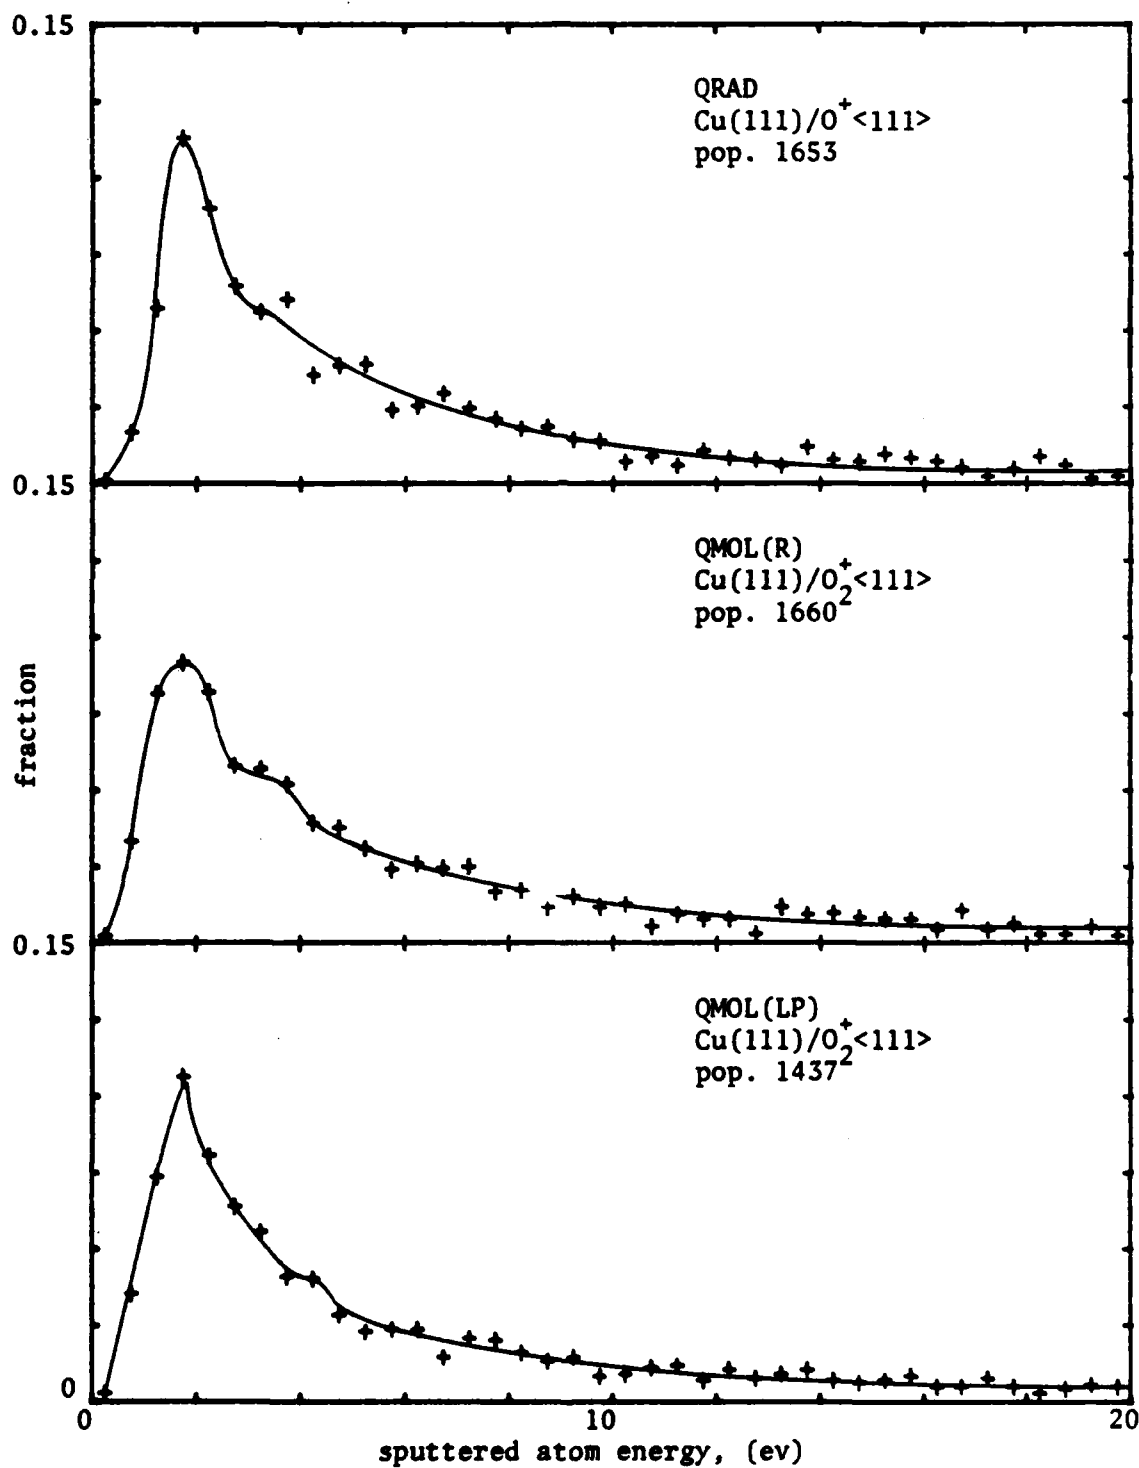 0.15
QRAD
Cu(111)/O+<111>
pop. 1653
0.15
QMOL(R)
Cu(111)/O2+<111>
pop. 1660
fraction
0.15
QMOL(LP)
Cu(111)/O2+<111>
pop. 1437
0
0 10 20
sputtered atom energy, (ev)